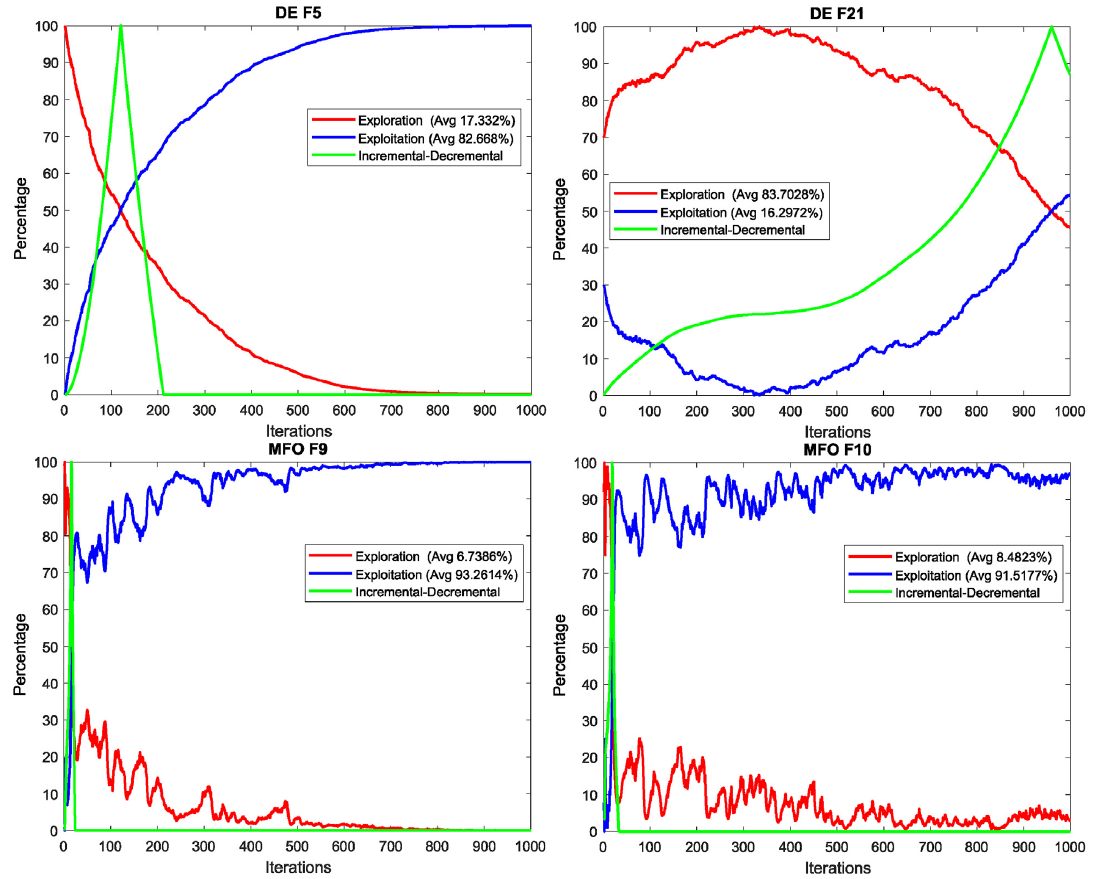 DE F5
100
90
80
70
60
50
40
30
20
10
0
Percentage
Exploration (Avg 17.332%)
Exploitation (Avg 82.668%)
Incremental-Decremental
0 100 200 300 400 500 600 700 800 900 1000
Iterations
DE F21
100
90
80
70
60
50
40
30
20
10
0
Percentage
Exploration (Avg 83.7028%)
Exploitation (Avg 16.2972%)
Incremental-Decremental
0 100 200 300 400 500 600 700 800 900 1000
Iterations
MFO F9
100
90
80
70
60
50
40
30
20
10
0
Percentage
Exploration (Avg 6.7386%)
Exploitation (Avg 93.2614%)
Incremental-Decremental
0 100 200 300 400 500 600 700 800 900 1000
Iterations
MFO F10
100
90
80
70
60
50
40
30
20
10
0
Percentage
Exploration (Avg 8.4823%)
Exploitation (Avg 91.5177%)
Incremental-Decremental
0 100 200 300 400 500 600 700 800 900 1000
Iterations